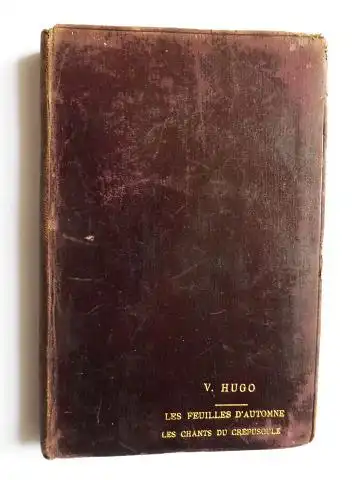 V. HUGO
LES FEUILLES D'AUTOMNE
LES CHANTS DU CRÉPUSCULE